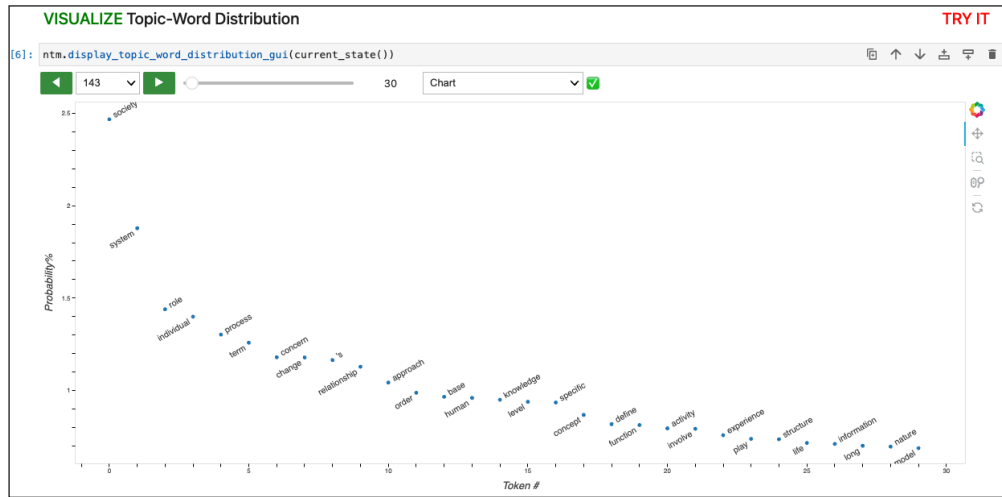 VISUALIZE Topic-Word Distribution TRY IT
[6]: ntm.display_topic_word_distribution_gui(current_state())
143 30 Chart
2.5
society
2
system
Probability%
1.5
role
individual
process
term
concern
change
's
relationship
approach
order
1
base
human
knowledge
level
specific
concept
define
function
activity
involve
experience
play
structure
life
information
long
nature
model
0 5 10 15 20 25 30
Token #